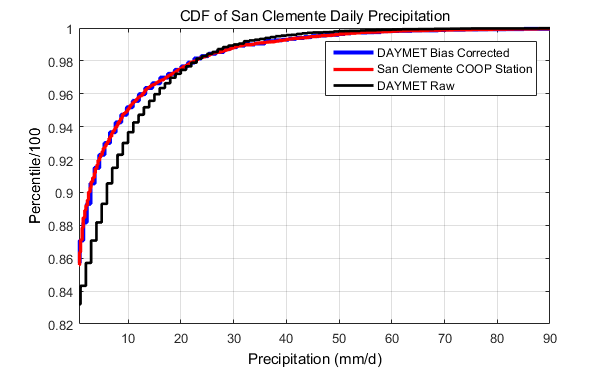 CDF of San Clemente Daily Precipitation
1
0.98
0.96
0.94
0.92
0.9
0.88
0.86
0.84
0.82
Percentile/100
DAYMET Bias Corrected
San Clemente COOP Station
DAYMET Raw
10 20 30 40 50 60 70 80 90
Precipitation (mm/d)